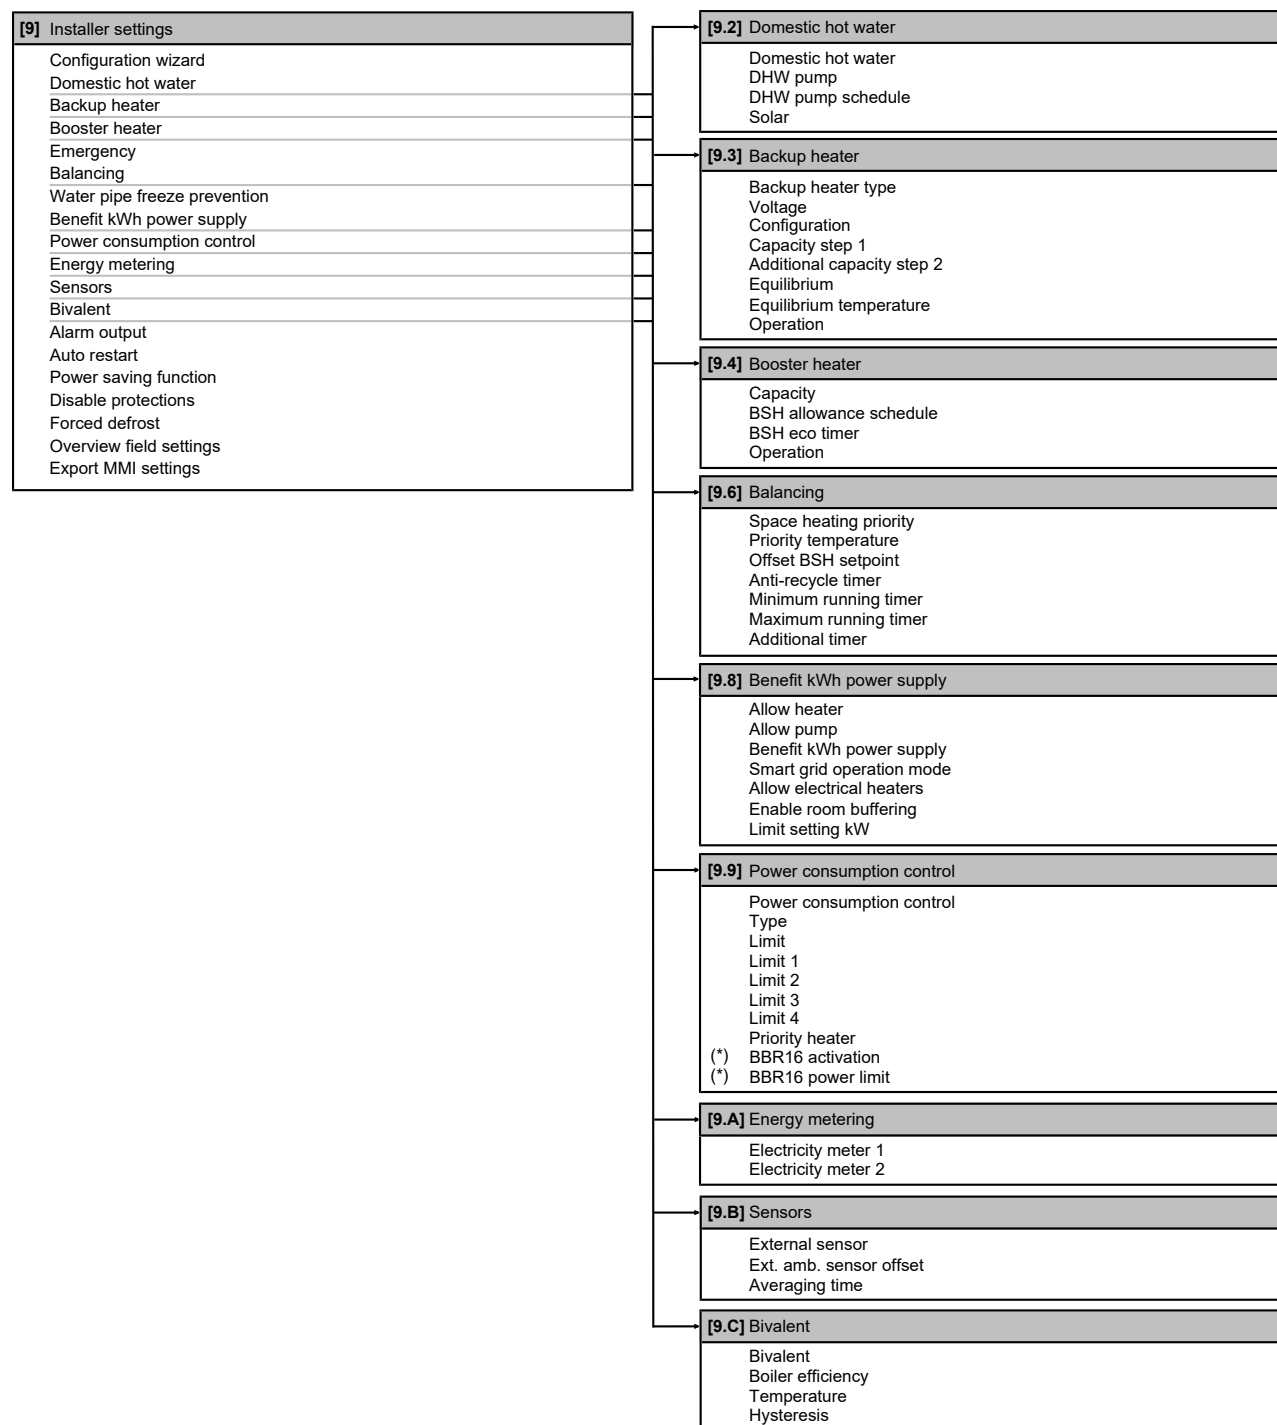 [9] Installer settings
Configuration wizard
Domestic hot water
Backup heater
Booster heater
Emergency
Balancing
Water pipe freeze prevention
Benefit kWh power supply
Power consumption control
Energy metering
Sensors
Bivalent
Alarm output
Auto restart
Power saving function
Disable protections
Forced defrost
Overview field settings
Export MMI settings
[9.2] Domestic hot water
Domestic hot water
DHW pump
DHW pump schedule
Solar
[9.3] Backup heater
Backup heater type
Voltage
Configuration
Capacity step 1
Additional capacity step 2
Equilibrium
Equilibrium temperature
Operation
[9.4] Booster heater
Capacity
BSH allowance schedule
BSH eco timer
Operation
[9.6] Balancing
Space heating priority
Priority temperature
Offset BSH setpoint
Anti-recycle timer
Minimum running timer
Maximum running timer
Additional timer
[9.8] Benefit kWh power supply
Allow heater
Allow pump
Benefit kWh power supply
Smart grid operation mode
Allow electrical heaters
Enable room buffering
Limit setting kW
[9.9] Power consumption control
Power consumption control
Type
Limit
Limit 1
Limit 2
Limit 3
Limit 4
Priority heater
(*) BBR16 activation
(*) BBR16 power limit
[9.A] Energy metering
Electricity meter 1
Electricity meter 2
[9.B] Sensors
External sensor
Ext. amb. sensor offset
Averaging time
[9.C] Bivalent
Bivalent
Boiler efficiency
Temperature
Hysteresis